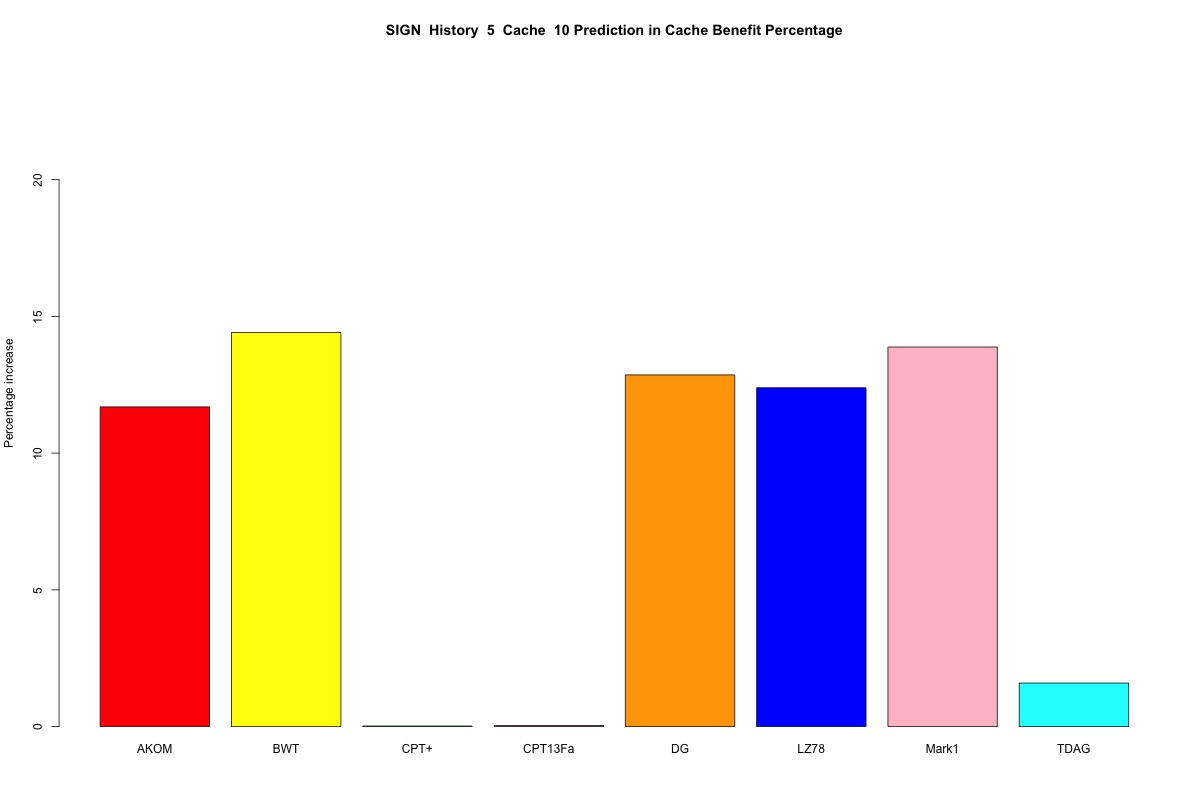 SIGN  History  5  Cache  10 Prediction in Cache Benefit Percentage
Percentage increase
20
15
10
5
0
AKOM BWT CPT+ CPT13Fa DG LZ78 Mark1 TDAG